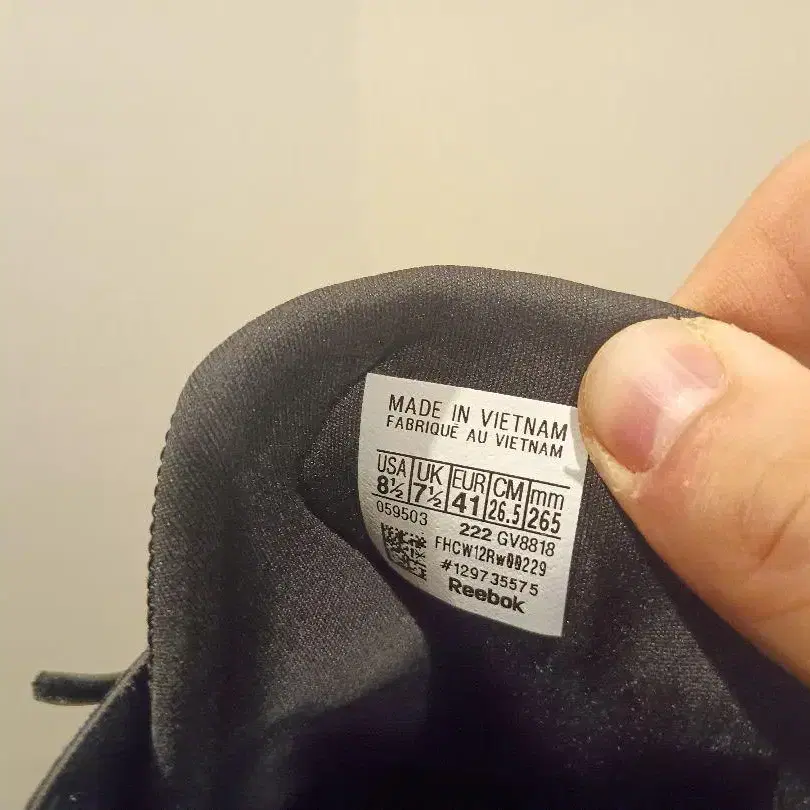 MADE IN VIETNAM
FABRIQUÉ AU VIETNAM
USA UK EUR CM mm
8½ 7½ 41 26.5 265
059503 222 GV8818
#129735575
Reebok